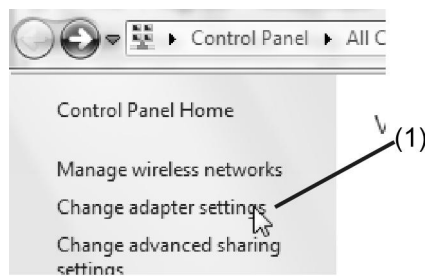 Control Panel ▸ All C
Control Panel Home
(1)
Manage wireless networks
Change adapter settings
Change advanced sharing
settings